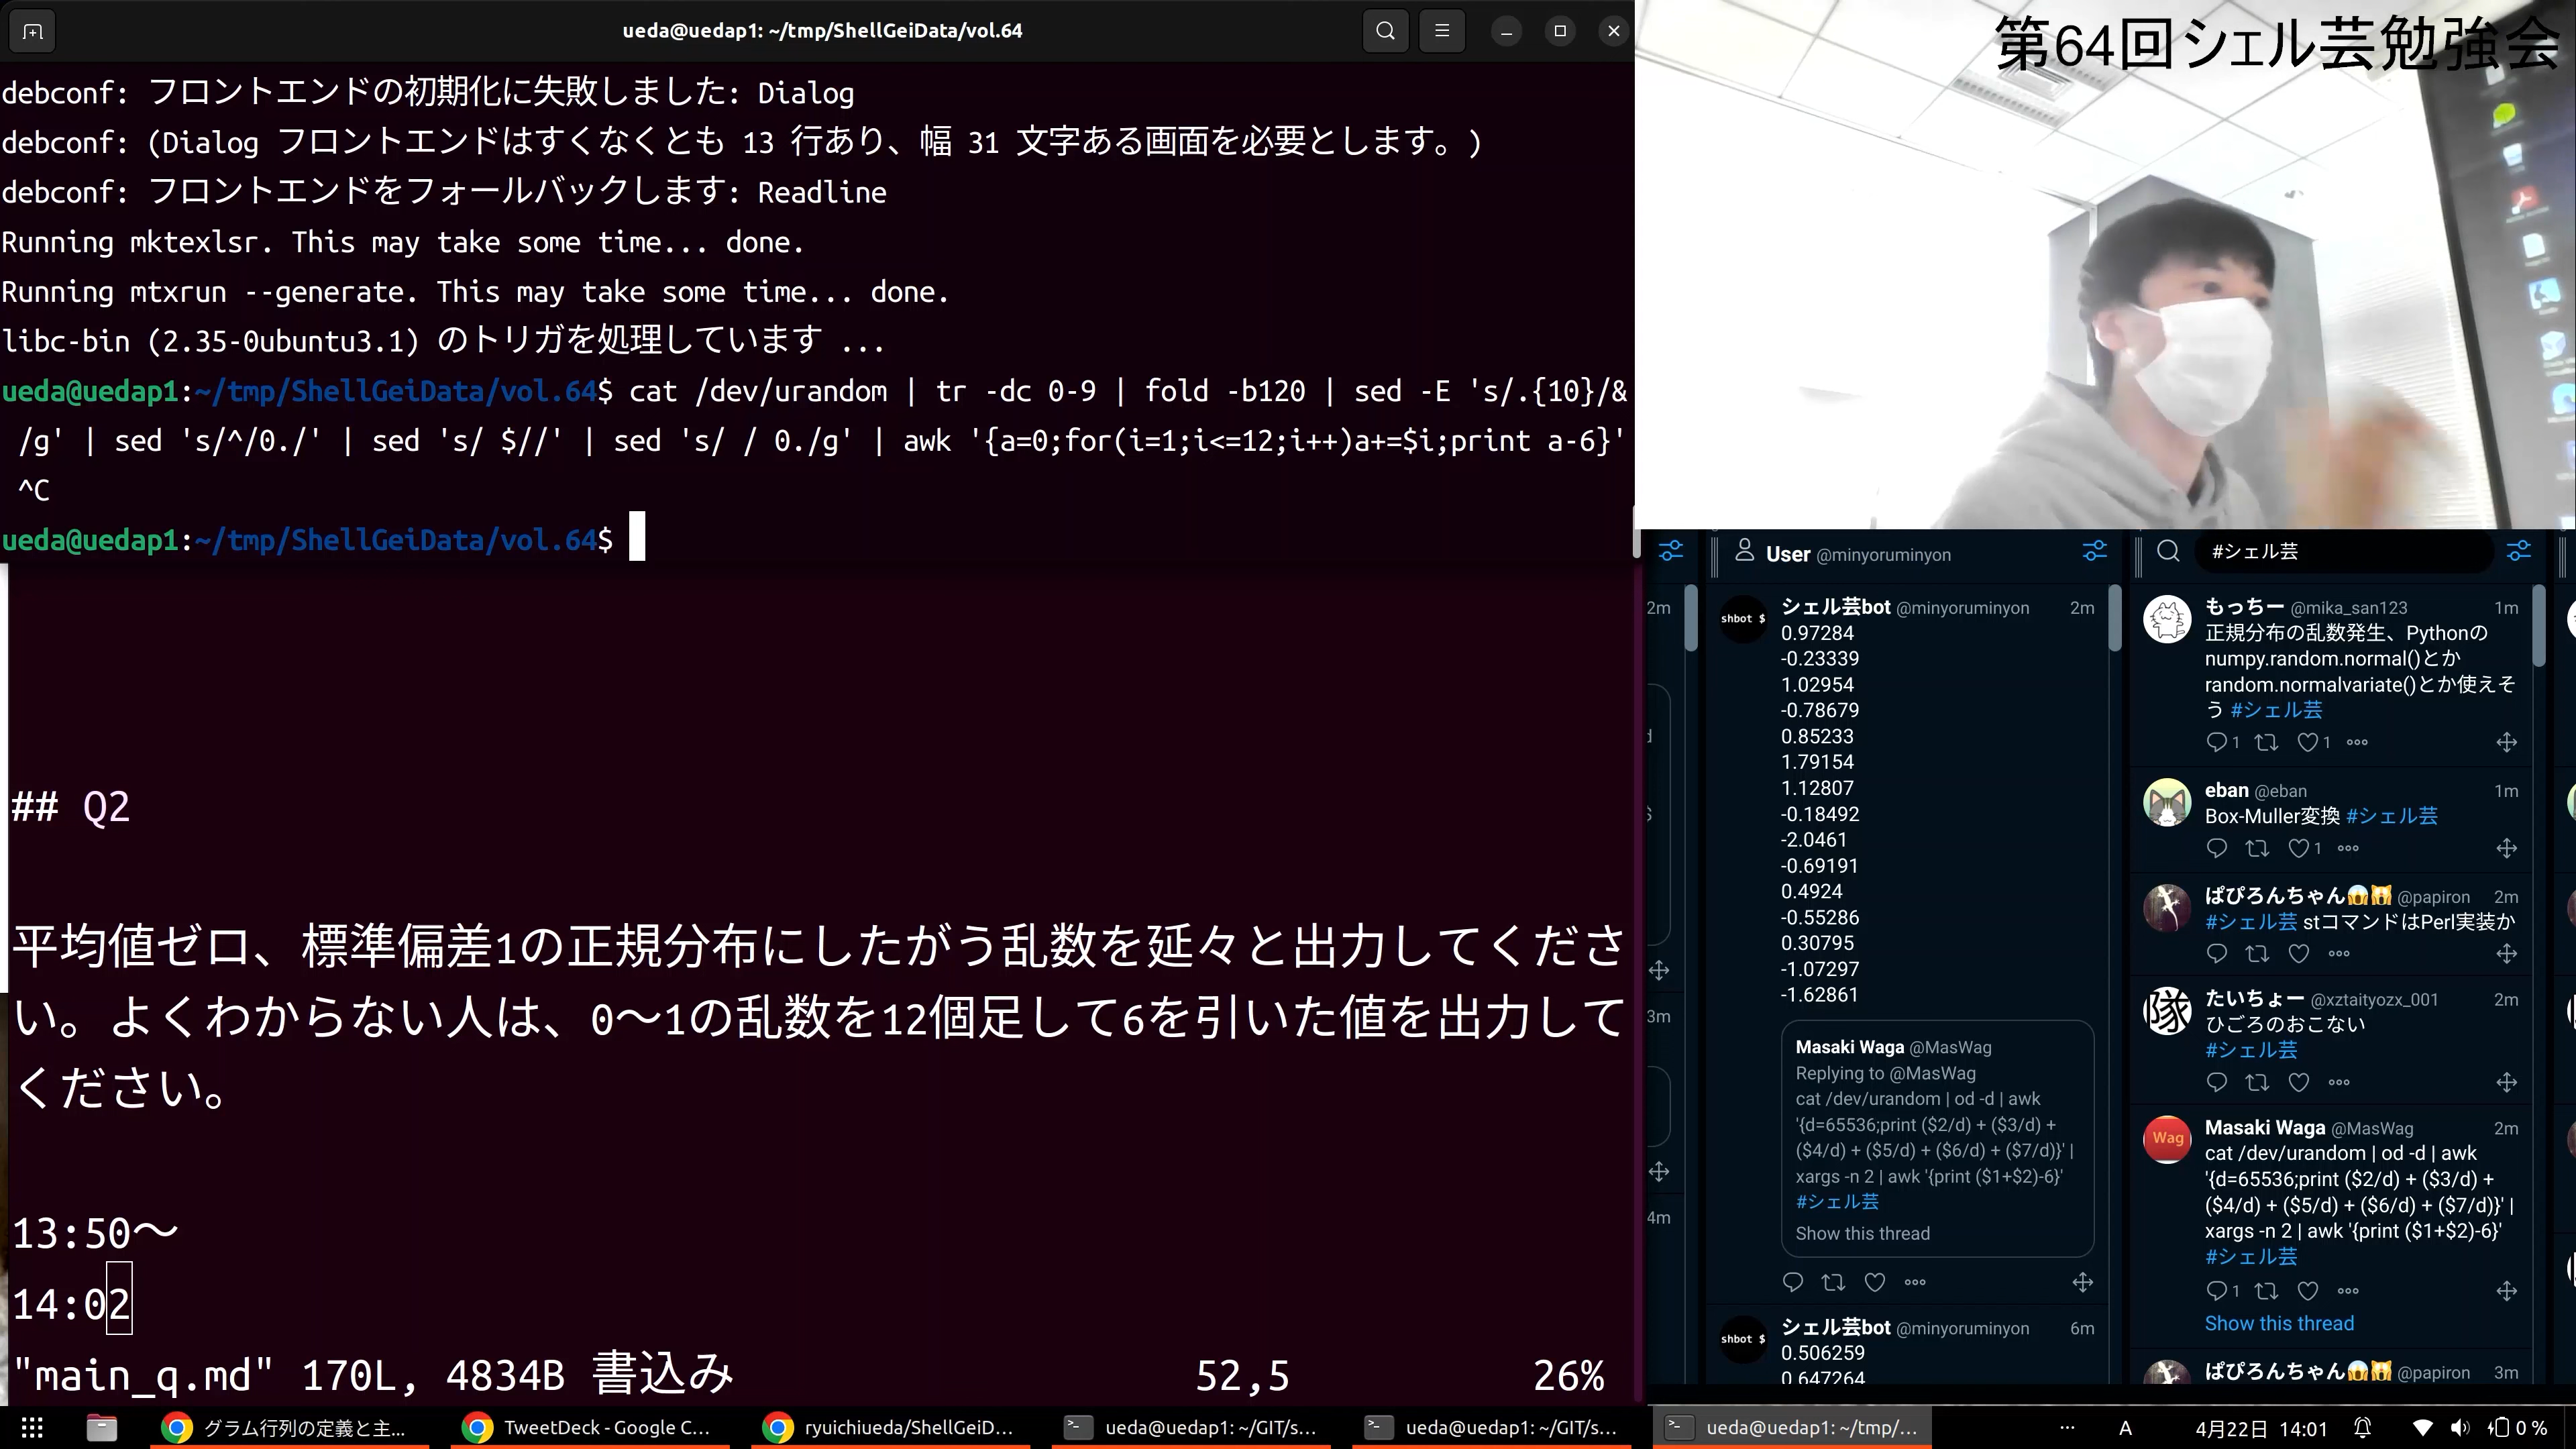 ueda@uedap1: ~/tmp/ShellGeiData/vol.64
debconf: フロントエンドの初期化に失敗しました: Dialog
debconf: (Dialog フロントエンドはすくなくとも 13 行あり、幅 31 文字ある画面を必要とします。)
debconf: フロントエンドをフォールバックします: Readline
Running mktexlsr. This may take some time... done.
Running mtxrun --generate. This may take some time... done.
libc-bin (2.35-0ubuntu3.1) のトリガを処理しています ...
ueda@uedap1:~/tmp/ShellGeiData/vol.64$ cat /dev/urandom | tr -dc 0-9 | fold -b120 | sed -E 's/.{10}/&
/g' | sed 's/^/0./' | sed 's/ $//' | sed 's/ / 0./g' | awk '{a=0;for(i=1;i<=12;i++)a+=$i;print a-6}'
^C
ueda@uedap1:~/tmp/ShellGeiData/vol.64$
## Q2
平均値ゼロ、標準偏差1の正規分布にしたがう乱数を延々と出力してくださ
い。よくわからない人は、0〜1の乱数を12個足して6を引いた値を出力して
ください。
13:50〜
14:02
"main_q.md" 170L, 4834B 書込み 52,5 26%
第64回シェル芸勉強会
2m
3m
4m
User @minyoruminyon
シェル芸bot @minyoruminyon 2m
shbot $
0.97284
-0.23339
1.02954
-0.78679
0.85233
1.79154
1.12807
-0.18492
-2.0461
-0.69191
0.4924
-0.55286
0.30795
-1.07297
-1.62861
Masaki Waga @MasWag
Replying to @MasWag
cat /dev/urandom | od -d | awk
'{d=65536;print ($2/d) + ($3/d) +
($4/d) + ($5/d) + ($6/d) + ($7/d)}' |
xargs -n 2 | awk '{print ($1+$2)-6}'
#シェル芸
Show this thread
シェル芸bot @minyoruminyon 6m
shbot $
0.506259
0.647264
#シェル芸
もっちー @mika_san123 1m
正規分布の乱数発生、Pythonの
numpy.random.normal()とか
random.normalvariate()とか使えそ
う #シェル芸
1 1
eban @eban 1m
Box-Muller変換 #シェル芸
1
ぱぴろんちゃん😱🙀 @papiron 2m
#シェル芸 stコマンドはPerl実装か
隊
たいちょー @xztaityozx_001 2m
ひごろのおこない
#シェル芸
Wag
Masaki Waga @MasWag 2m
cat /dev/urandom | od -d | awk
'{d=65536;print ($2/d) + ($3/d) +
($4/d) + ($5/d) + ($6/d) + ($7/d)}' |
xargs -n 2 | awk '{print ($1+$2)-6}'
#シェル芸
1
Show this thread
ぱぴろんちゃん😱🙀 @papiron 3m
グラム行列の定義と主...
TweetDeck - Google C...
ryuichiueda/ShellGeiD...
ueda@uedap1: ~/GIT/s...
ueda@uedap1: ~/GIT/s...
ueda@uedap1: ~/tmp/...
A
4月22日 14:01
0 %